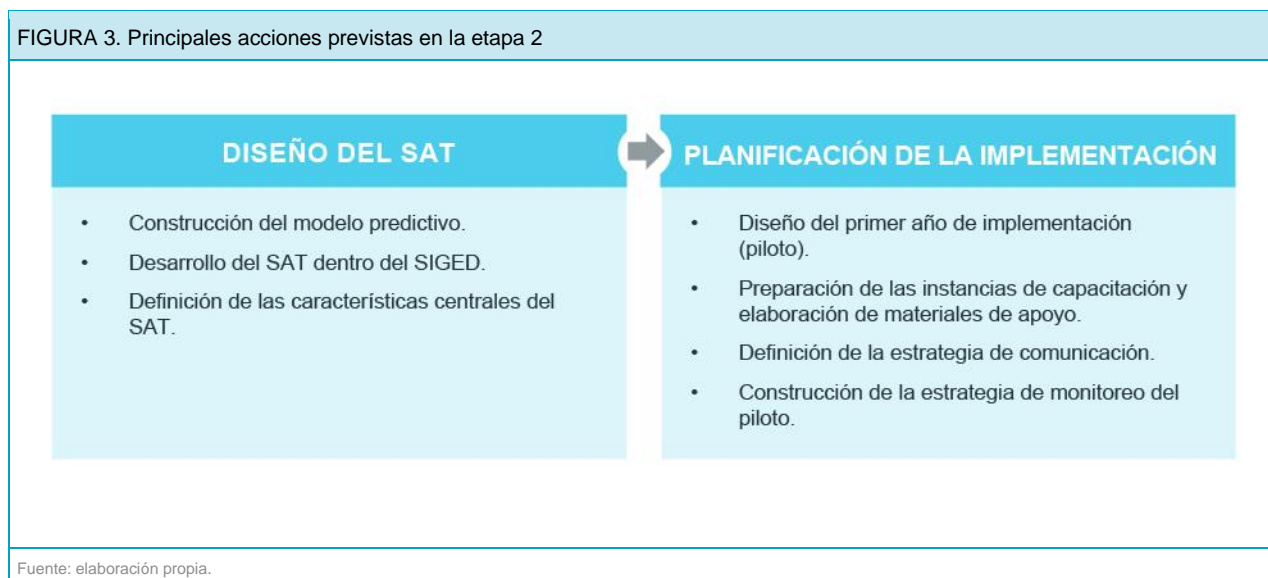 FIGURA 3. Principales acciones previstas en la etapa 2
DISEÑO DEL SAT
• Construcción del modelo predictivo.
• Desarrollo del SAT dentro del SIGED.
• Definición de las características centrales del
SAT.
PLANIFICACIÓN DE LA IMPLEMENTACIÓN
• Diseño del primer año de implementación
(piloto).
• Preparación de las instancias de capacitación y
elaboración de materiales de apoyo.
• Definición de la estrategia de comunicación.
• Construcción de la estrategia de monitoreo del
piloto.
Fuente: elaboración propia.